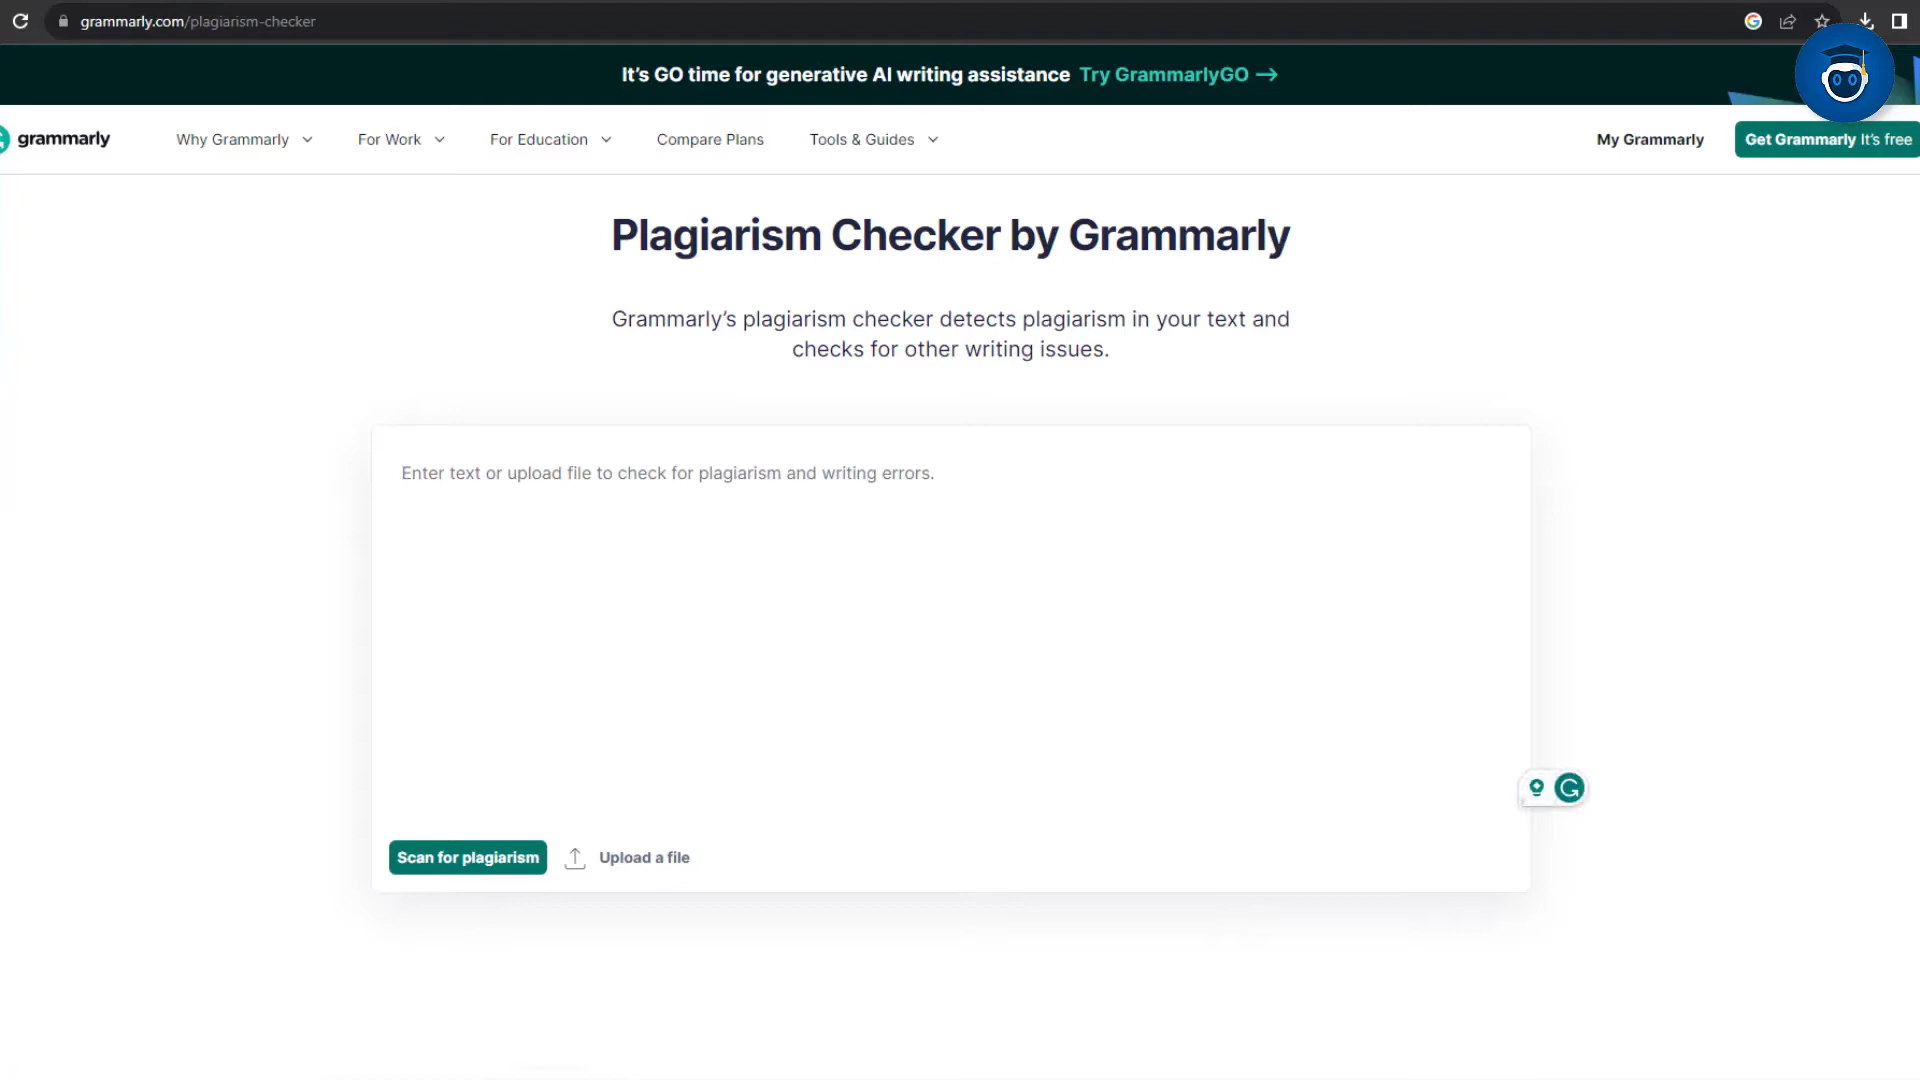 grammarly.com/plagiarism-checker
It's GO time for generative AI writing assistance Try GrammarlyGO →
grammarly Why Grammarly For Work For Education Compare Plans Tools & Guides My Grammarly Get Grammarly It's free
Plagiarism Checker by Grammarly
Grammarly's plagiarism checker detects plagiarism in your text and
checks for other writing issues.
Enter text or upload file to check for plagiarism and writing errors.
Scan for plagiarism Upload a file